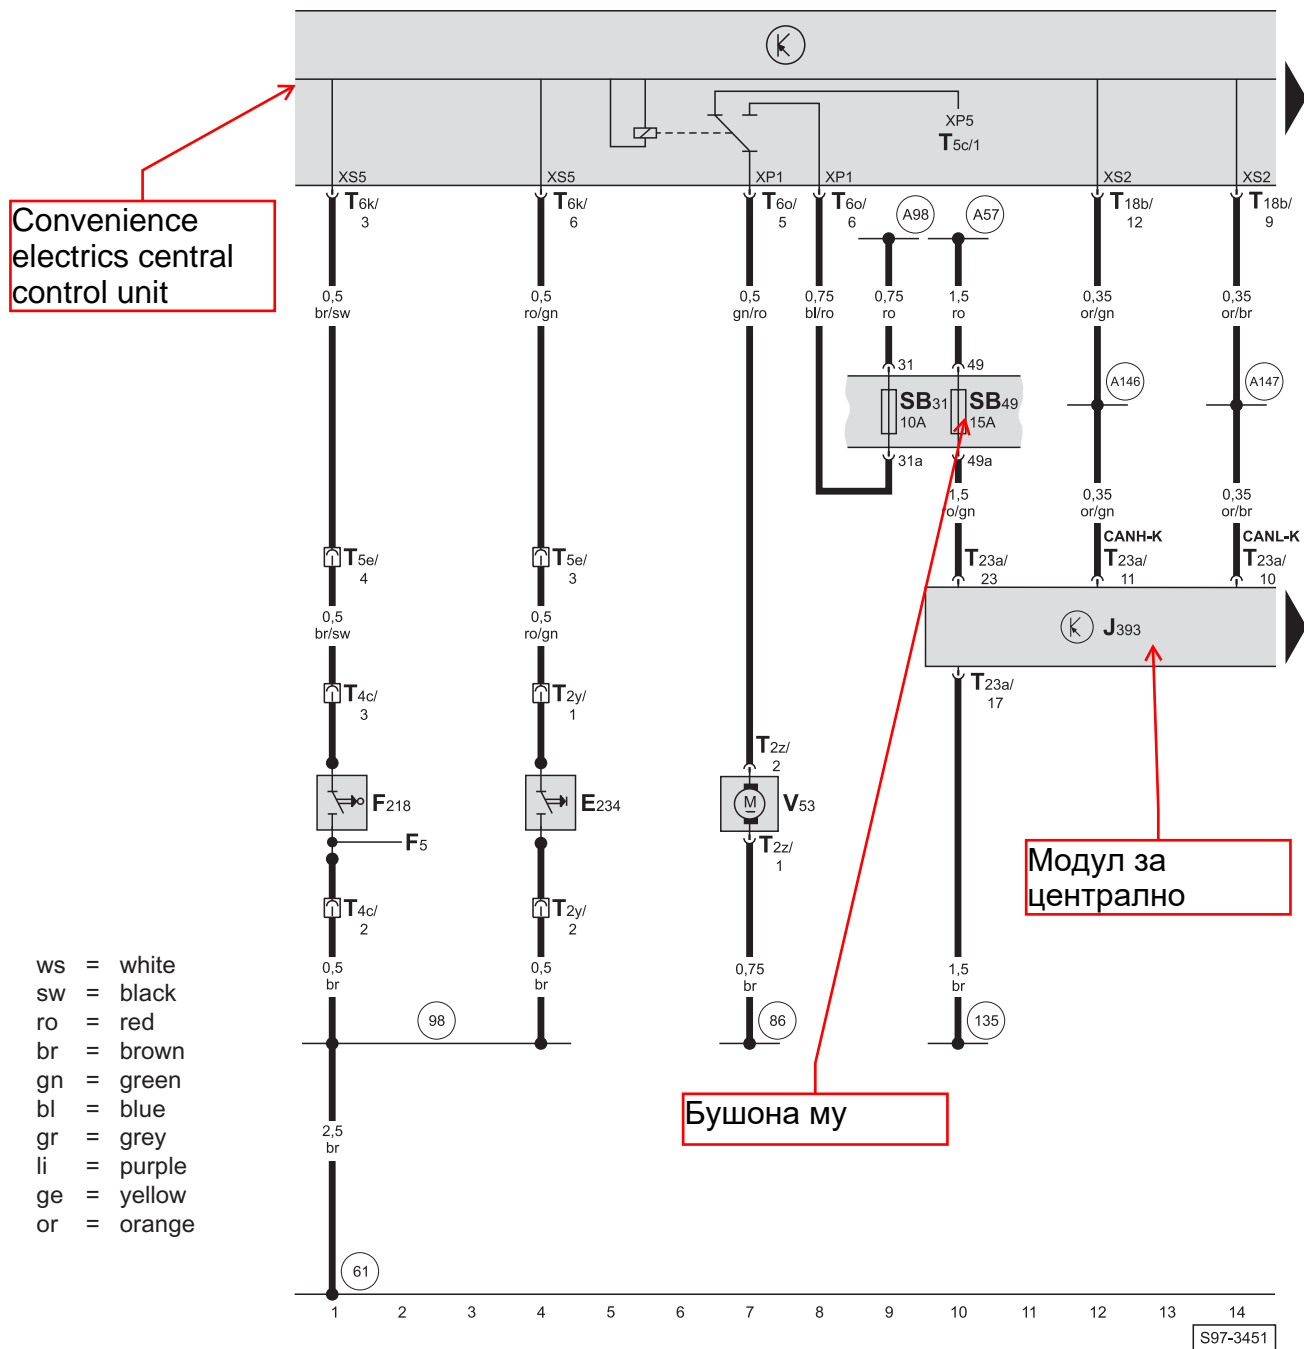 XP5
T5c/1
XS5
XS5
XP1
XP1
XS2
XS2
T6k/
3
T6k/
6
T6o/
5
T6o/
6
A98
A57
T18b/
12
T18b/
9
Convenience
electrics central
control unit
0,5
br/sw
0,5
ro/gn
0,5
gn/ro
0,75
bl/ro
0,75
ro
1,5
ro
0,35
or/gn
0,35
or/br
31
49
A146
A147
SB31
10A
SB49
15A
31a
49a
1,5
ro/gn
0,35
or/gn
0,35
or/br
CANH-K
CANL-K
T5e/
4
T5e/
3
T23a/
23
T23a/
11
T23a/
10
0,5
br/sw
0,5
ro/gn
J393
T4c/
3
T2y/
1
T23a/
17
T2z/
2
F218
E234
M
V53
F5
T2z/
1
Модул за
централно
T4c/
2
T2y/
2
ws = white
sw = black
ro = red
br = brown
gn = green
bl = blue
gr = grey
li = purple
ge = yellow
or = orange
0,5
br
0,5
br
0,75
br
1,5
br
98
86
135
Бушона му
2,5
br
61
1 2 3 4 5 6 7 8 9 10 11 12 13 14
S97-3451